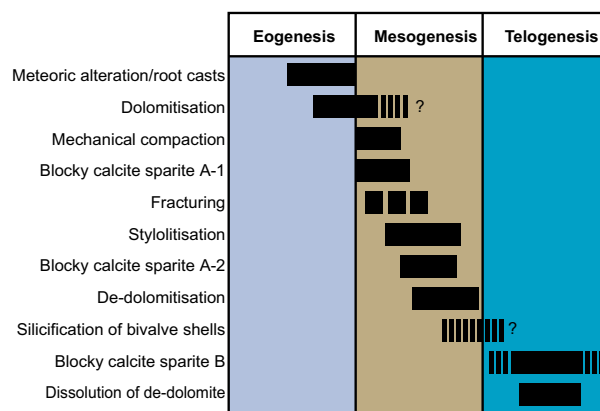 Eogenesis Mesogenesis Telogenesis
Meteoric alteration/root casts
Dolomitisation ?
Mechanical compaction
Blocky calcite sparite A-1
Fracturing
Stylolitisation
Blocky calcite sparite A-2
De-dolomitisation
Silicification of bivalve shells ?
Blocky calcite sparite B
Dissolution of de-dolomite